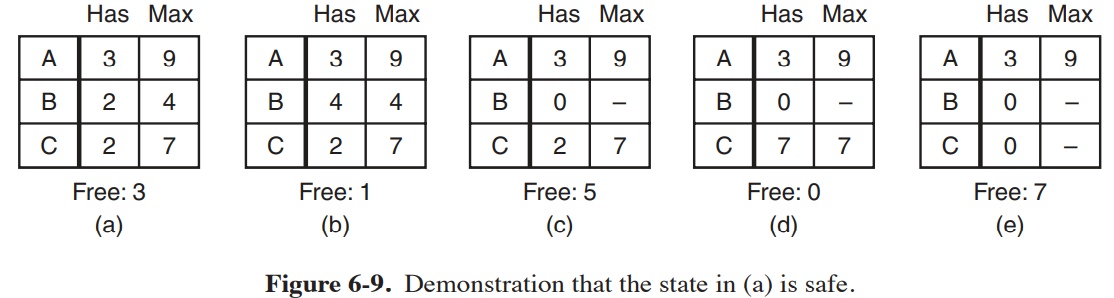 Has Max Has Max Has Max Has Max Has Max
A 3 9 A 3 9 A 3 9 A 3 9 A 3 9
B 2 4 B 4 4 B 0 – B 0 – B 0 –
C 2 7 C 2 7 C 2 7 C 7 7 C 0 –
Free: 3 Free: 1 Free: 5 Free: 0 Free: 7
(a) (b) (c) (d) (e)
Figure 6-9. Demonstration that the state in (a) is safe.